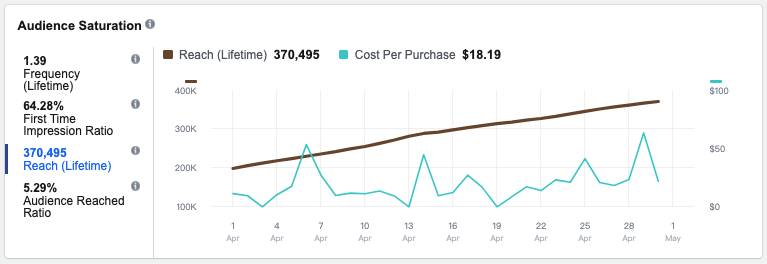 Audience Saturation
1.39
Frequency
(Lifetime)
64.28%
First Time
Impression Ratio
370,495
Reach (Lifetime)
5.29%
Audience Reached
Ratio
Reach (Lifetime) 370,495 Cost Per Purchase $18.19
400K
300K
200K
100K
$100
$50
$0
1 4 7 10 13 16 19 22 25 28 1
Apr Apr Apr Apr Apr Apr Apr Apr Apr Apr May